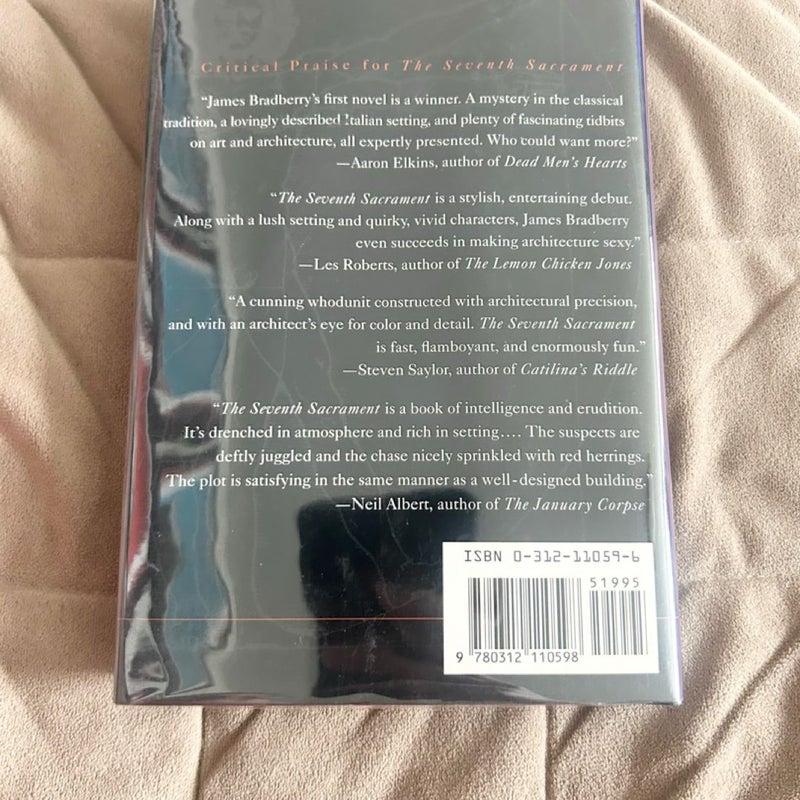 Critical Praise for The Seventh Sacrament
“James Bradberry’s first novel is a winner. A mystery in the classical
tradition, a lovingly described Italian setting, and plenty of fascinating tidbits
on art and architecture, all expertly presented. Who could want more?”
—Aaron Elkins, author of Dead Men’s Hearts
“The Seventh Sacrament is a stylish, entertaining debut.
Along with a lush setting and quirky, vivid characters, James Bradberry
even succeeds in making architecture sexy.”
—Les Roberts, author of The Lemon Chicken Jones
“A cunning whodunit constructed with architectural precision,
and with an architect’s eye for color and detail. The Seventh Sacrament
is fast, flamboyant, and enormously fun.”
—Steven Saylor, author of Catilina’s Riddle
“The Seventh Sacrament is a book of intelligence and erudition.
It’s drenched in atmosphere and rich in setting.... The suspects are
deftly juggled and the chase nicely sprinkled with red herrings.
The plot is satisfying in the same manner as a well-designed building.”
—Neil Albert, author of The January Corpse
ISBN 0-312-11059-6
51995
9 780312 110598